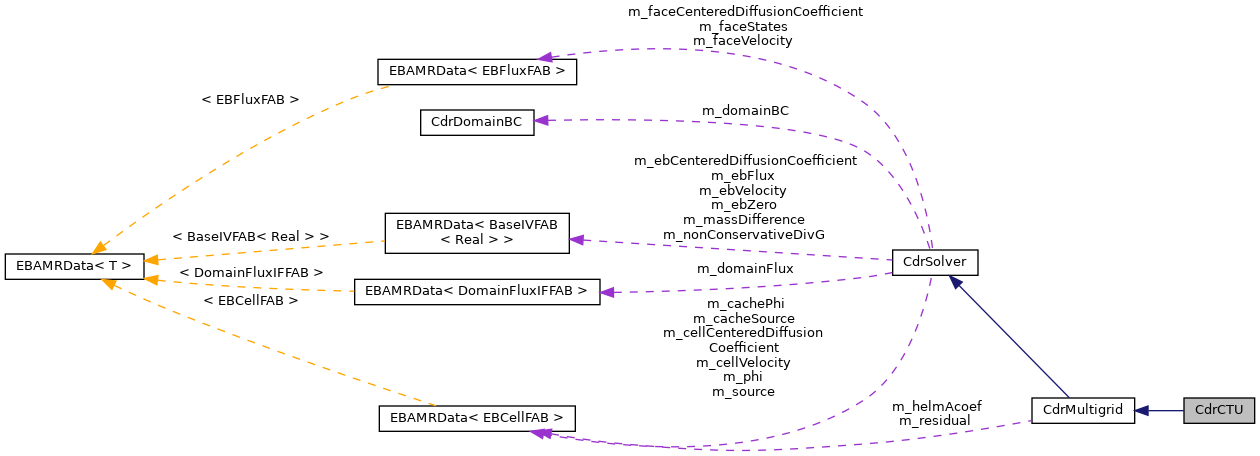 m_faceCenteredDiffusionCoefficient
m_faceStates
m_faceVelocity
EBAMRData< EBFluxFAB >
< EBFluxFAB >
m_domainBC
CdrDomainBC
m_ebCenteredDiffusionCoefficient
m_ebFlux
m_ebVelocity
m_ebZero
m_massDifference
m_nonConservativeDivG
EBAMRData< BaseIVFAB
< Real > >
< BaseIVFAB< Real > >
EBAMRData< T >
CdrSolver
< DomainFluxIFFAB >
m_domainFlux
EBAMRData< DomainFluxIFFAB >
< EBCellFAB >
m_cachePhi
m_cacheSource
m_cellCenteredDiffusion
Coefficient
m_cellVelocity
m_phi
m_source
EBAMRData< EBCellFAB >
m_helmAcoef
m_residual
CdrMultigrid
CdrCTU